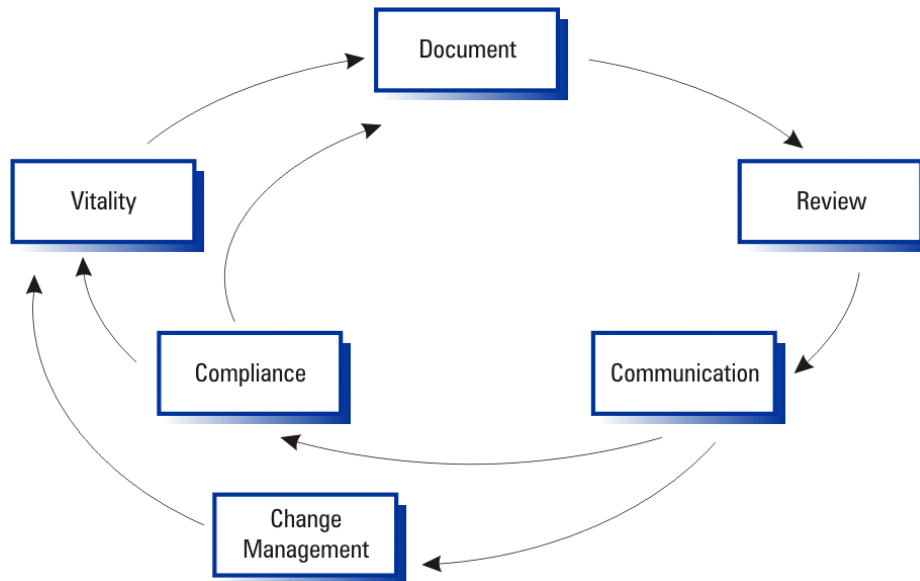 Document
Vitality
Review
Compliance
Communication
Change
Management